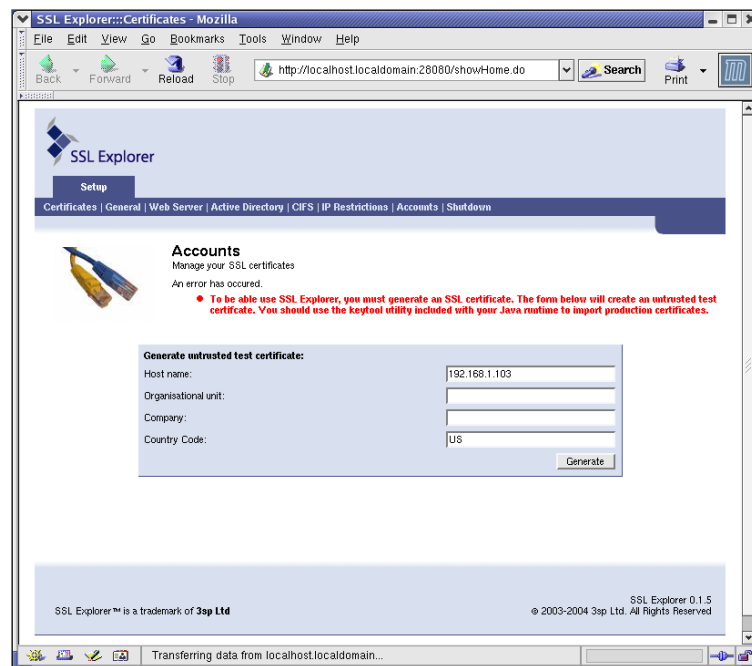 SSL Explorer:::Certificates - Mozilla
File Edit View Go Bookmarks Tools Window Help
Back Forward Reload Stop http://localhost.localdomain:28080/showHome.do Search Print
SSL Explorer
Setup
Certificates | General | Web Server | Active Directory | CIFS | IP Restrictions | Accounts | Shutdown
Accounts
Manage your SSL certificates
An error has occured.
To be able use SSL Explorer, you must generate an SSL certificate. The form below will create an untrusted test
certifcate. You should use the keytool utility included with your Java runtime to import production certificates.
Generate untrusted test certificate:
Host name: 192.168.1.103
Organisational unit:
Company:
Country Code: US
Generate
SSL Explorer 0.1.5
SSL Explorer™ is a trademark of 3sp Ltd © 2003-2004 3sp Ltd. All Rights Reserved
Transferring data from localhost.localdomain...